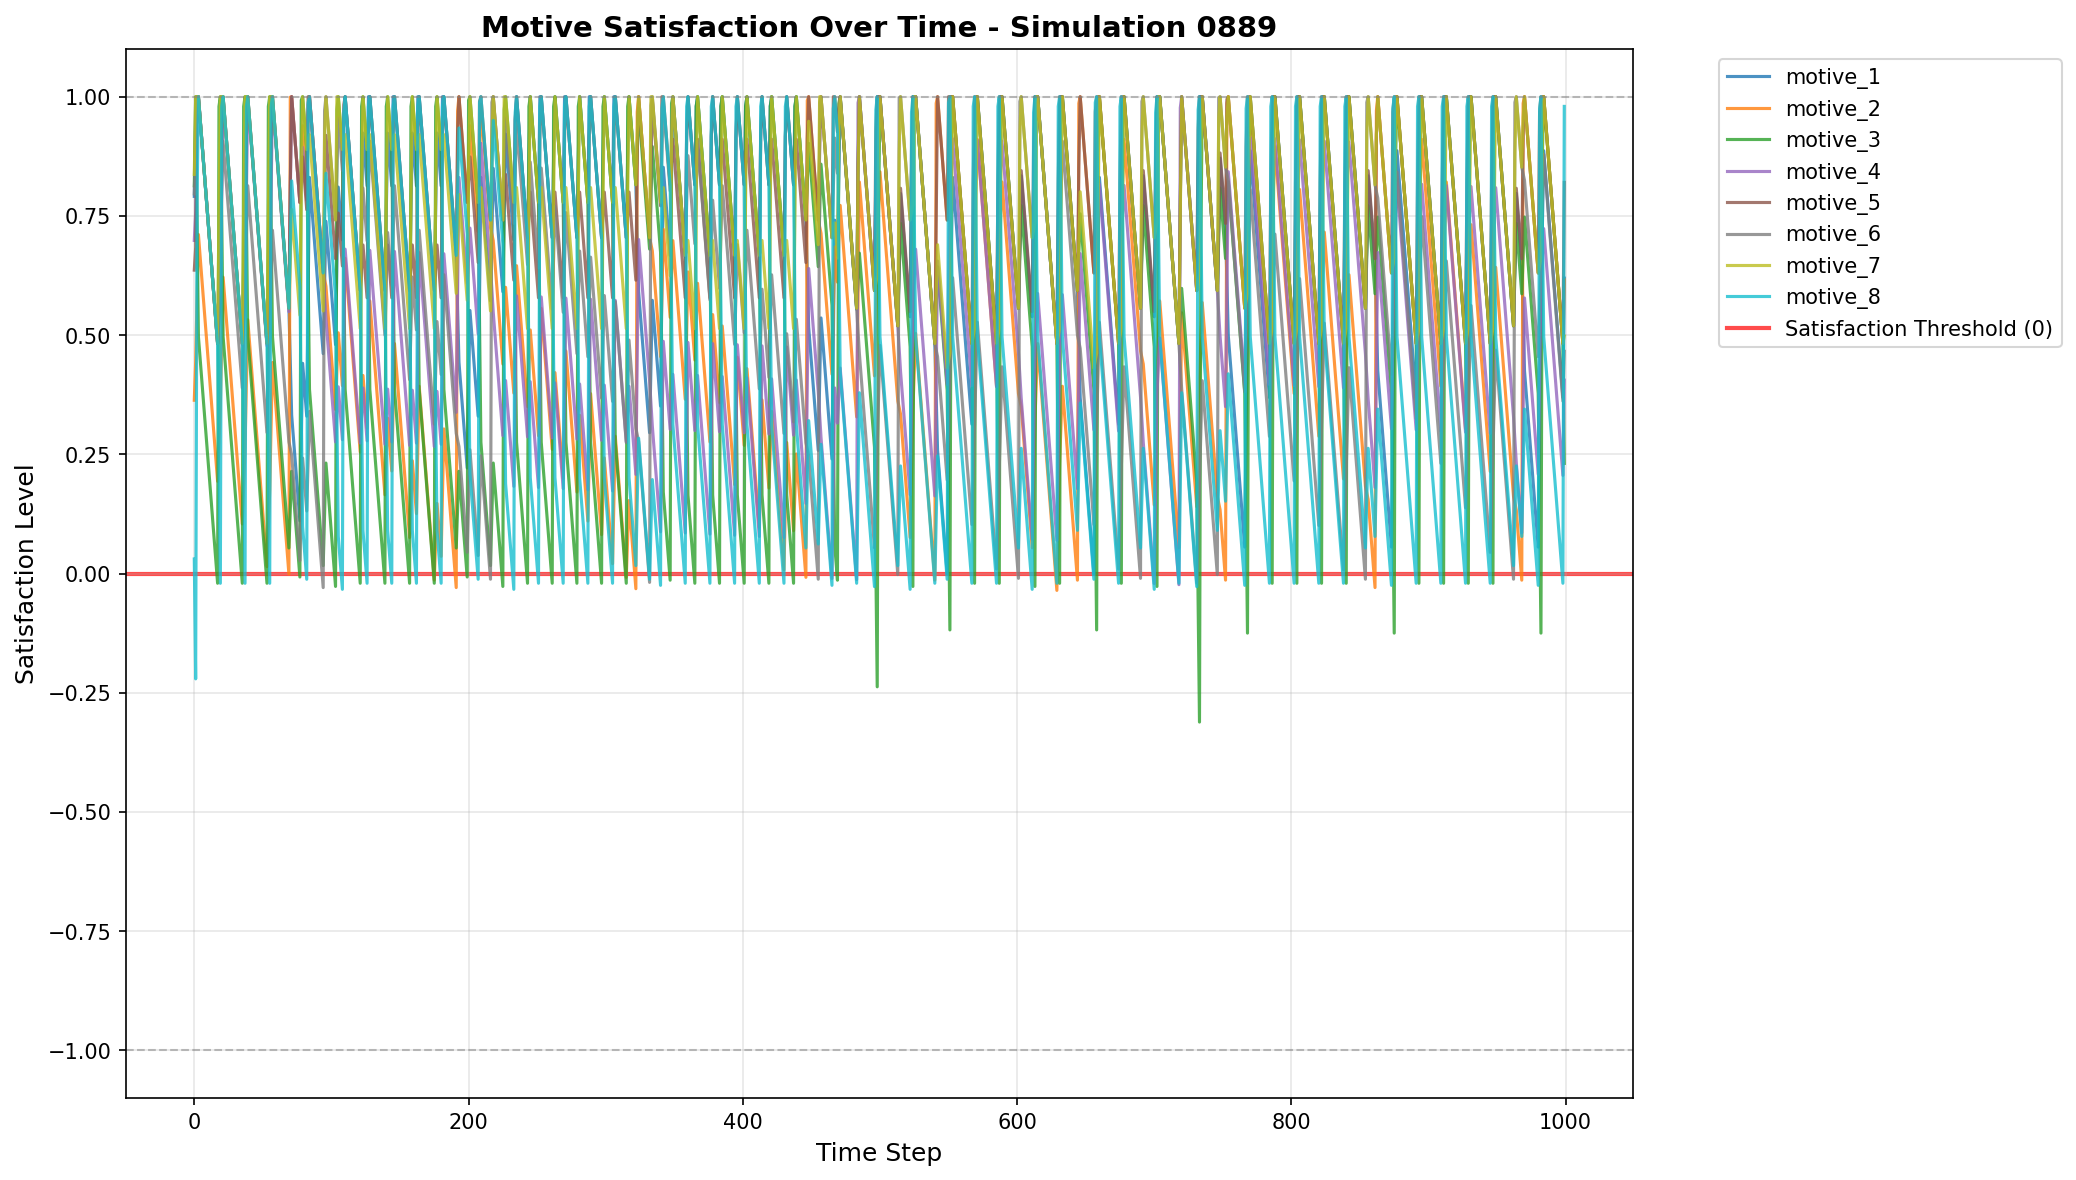 Motive Satisfaction Over Time - Simulation 0889
Satisfaction Level
1.00
0.75
0.50
0.25
0.00
−0.25
−0.50
−0.75
−1.00
0
200
400
600
800
1000
Time Step
motive_1
motive_2
motive_3
motive_4
motive_5
motive_6
motive_7
motive_8
Satisfaction Threshold (0)